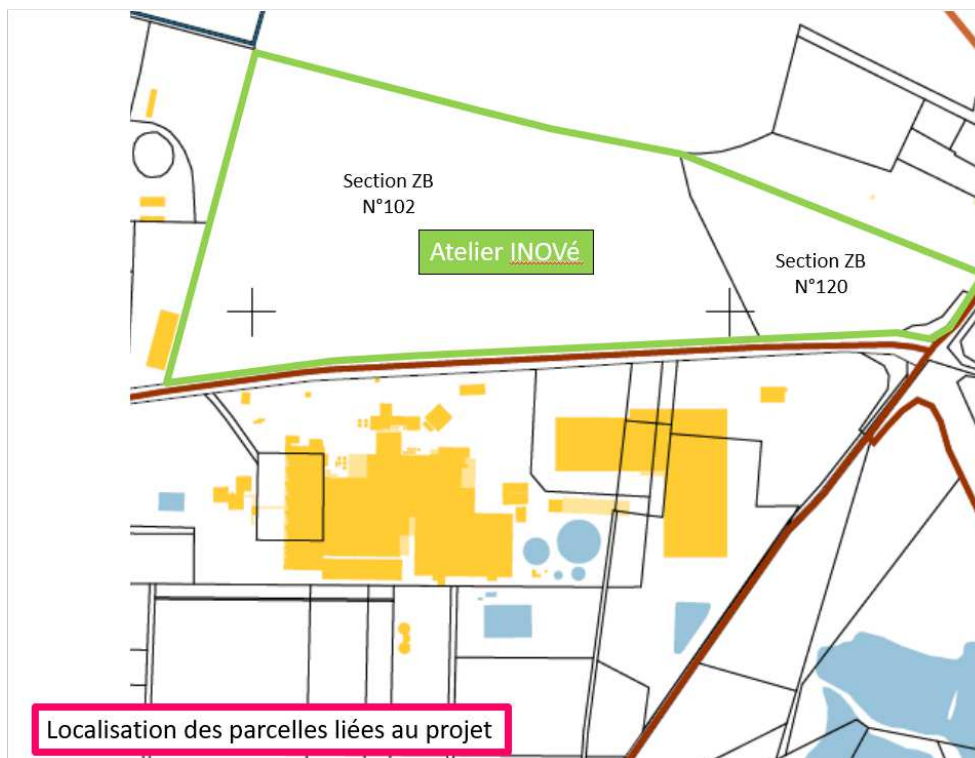 Section ZB
N°102
Atelier INOVé
Section ZB
N°120
Localisation des parcelles liées au projet